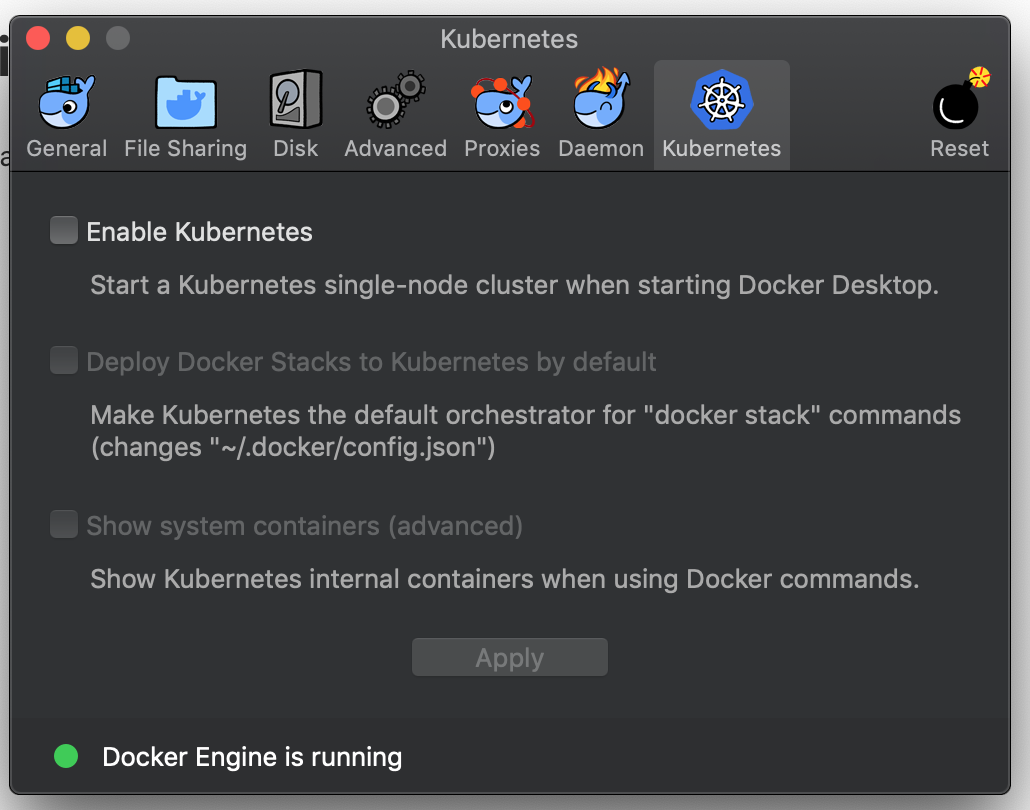 Kubernetes
General File Sharing Disk Advanced Proxies Daemon Kubernetes Reset
Enable Kubernetes
Start a Kubernetes single-node cluster when starting Docker Desktop.
Deploy Docker Stacks to Kubernetes by default
Make Kubernetes the default orchestrator for "docker stack" commands
(changes "~/.docker/config.json")
Show system containers (advanced)
Show Kubernetes internal containers when using Docker commands.
Apply
Docker Engine is running